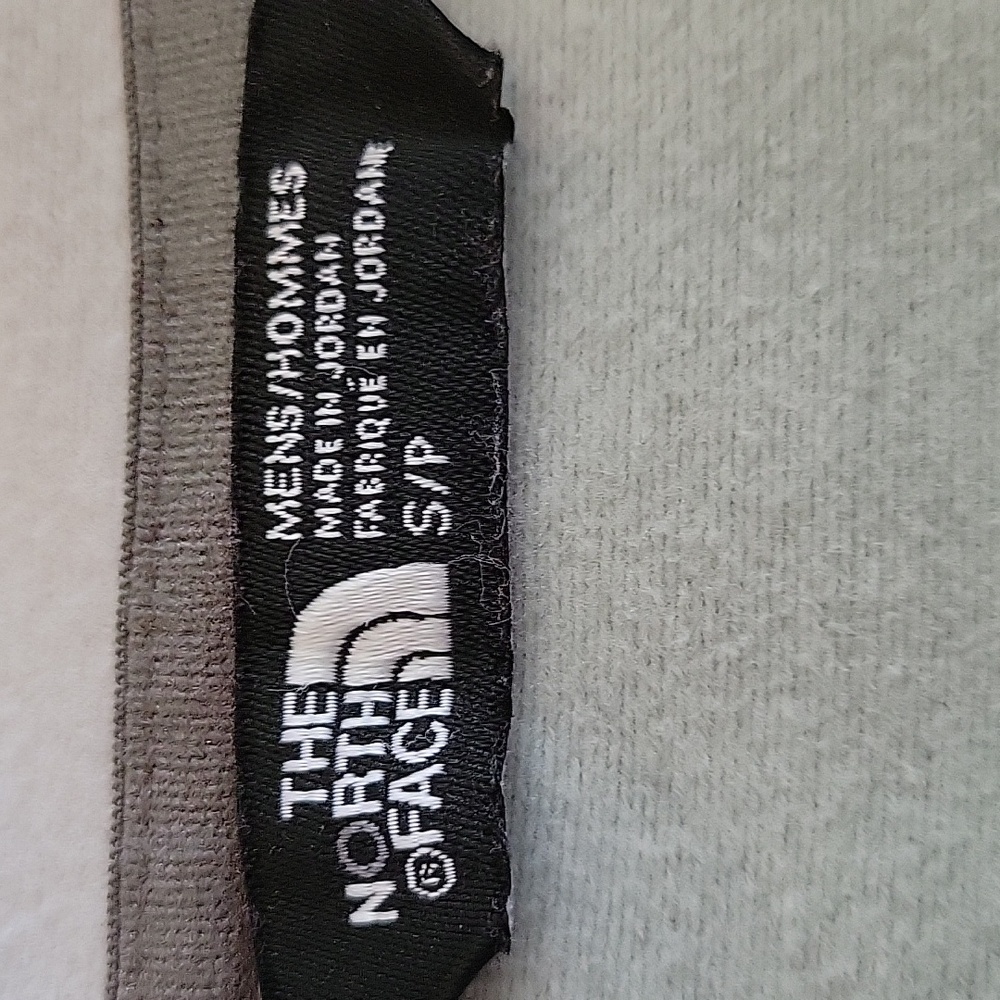 THE
NORTH
FACE®
MENS/HOMMES
MADE IN JORDAN
FABRIQUÉ EN JORDANIE
S/P